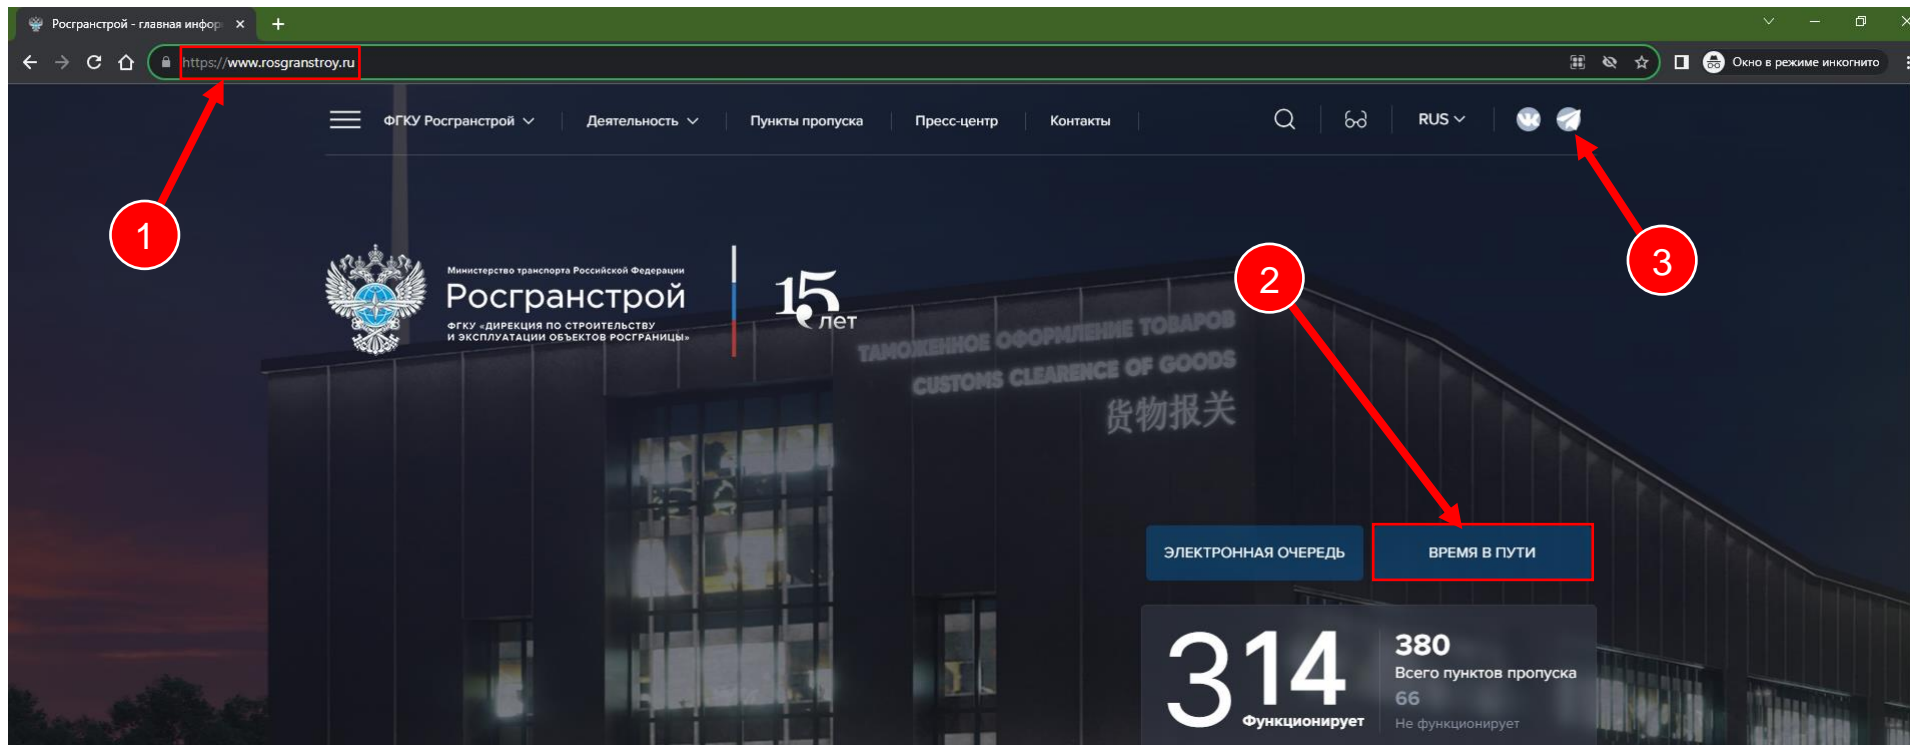 Росгранстрой - главная инфор
https://www.rosgranstroy.ru
Окно в режиме инкогнито
ФГКУ Росгранстрой
Деятельность
Пункты пропуска
Пресс-центр
Контакты
RUS
1
2
3
Министерство транспорта Российской Федерации
Росгранстрой
ФГКУ «ДИРЕКЦИЯ ПО СТРОИТЕЛЬСТВУ
И ЭКСПЛУАТАЦИИ ОБЪЕКТОВ РОСГРАНИЦЫ»
15
лет
ТАМОЖЕННОЕ ОФОРМЛЕНИЕ ТОВАРОВ
CUSTOMS CLEARENCE OF GOODS
货物报关
ЭЛЕКТРОННАЯ ОЧЕРЕДЬ
ВРЕМЯ В ПУТИ
314
Функционирует
380
Всего пунктов пропуска
66
Не функционирует